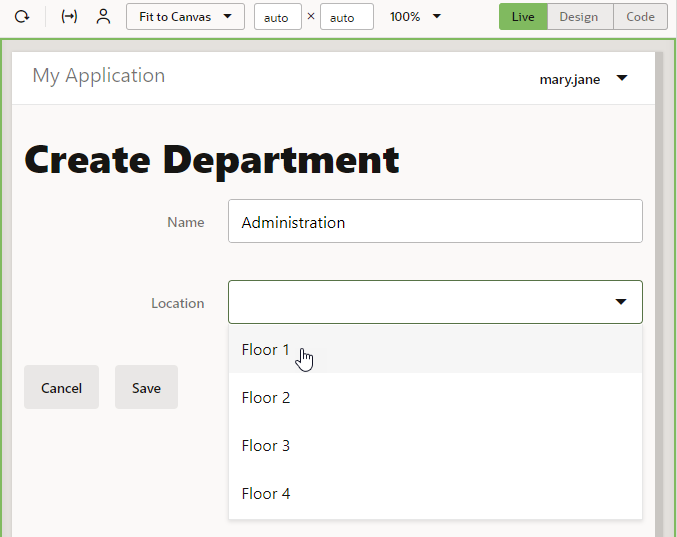 (→) Fit to Canvas auto × auto 100% Live Design Code
My Application
mary.jane
Create Department
Name Administration
Location
Floor 1
Cancel Save
Floor 2
Floor 3
Floor 4